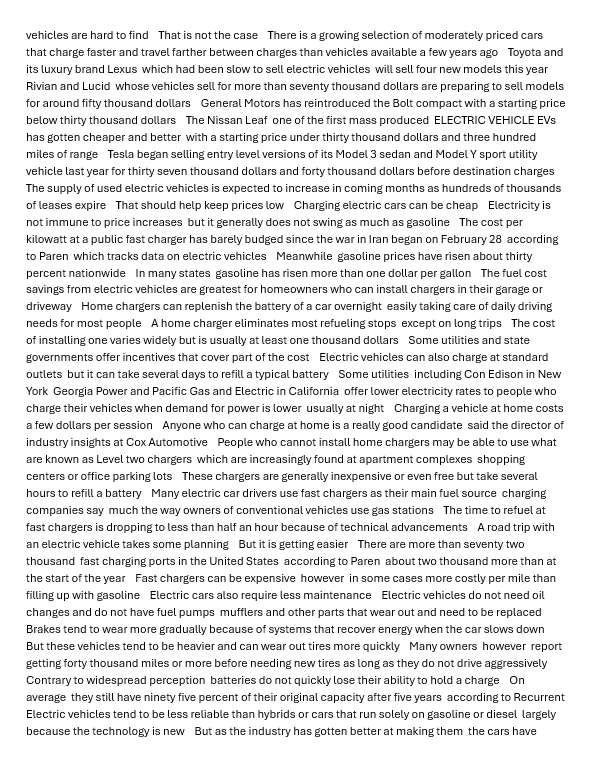 vehicles are hard to find   That is not the case   There is a growing selection of moderately priced cars
that charge faster and travel farther between charges than vehicles available a few years ago   Toyota and
its luxury brand Lexus  which had been slow to sell electric vehicles  will sell four new models this year
Rivian and Lucid  whose vehicles sell for more than seventy thousand dollars are preparing to sell models
for around fifty thousand dollars   General Motors has reintroduced the Bolt compact with a starting price
below thirty thousand dollars   The Nissan Leaf  one of the first mass produced  ELECTRIC VEHICLE EVs
has gotten cheaper and better  with a starting price under thirty thousand dollars and three hundred
miles of range   Tesla began selling entry level versions of its Model 3 sedan and Model Y sport utility
vehicle last year for thirty seven thousand dollars and forty thousand dollars before destination charges
The supply of used electric vehicles is expected to increase in coming months as hundreds of thousands
of leases expire   That should help keep prices low   Charging electric cars can be cheap   Electricity is
not immune to price increases  but it generally does not swing as much as gasoline   The cost per
kilowatt at a public fast charger has barely budged since the war in Iran began on February 28  according
to Paren  which tracks data on electric vehicles   Meanwhile  gasoline prices have risen about thirty
percent nationwide   In many states  gasoline has risen more than one dollar per gallon   The fuel cost
savings from electric vehicles are greatest for homeowners who can install chargers in their garage or
driveway   Home chargers can replenish the battery of a car overnight  easily taking care of daily driving
needs for most people   A home charger eliminates most refueling stops  except on long trips   The cost
of installing one varies widely but is usually at least one thousand dollars   Some utilities and state
governments offer incentives that cover part of the cost   Electric vehicles can also charge at standard
outlets  but it can take several days to refill a typical battery   Some utilities  including Con Edison in New
York  Georgia Power and Pacific Gas and Electric in California  offer lower electricity rates to people who
charge their vehicles when demand for power is lower  usually at night   Charging a vehicle at home costs
a few dollars per session   Anyone who can charge at home is a really good candidate  said the director of
industry insights at Cox Automotive   People who cannot install home chargers may be able to use what
are known as Level two chargers  which are increasingly found at apartment complexes  shopping
centers or office parking lots   These chargers are generally inexpensive or even free but take several
hours to refill a battery   Many electric car drivers use fast chargers as their main fuel source  charging
companies say  much the way owners of conventional vehicles use gas stations   The time to refuel at
fast chargers is dropping to less than half an hour because of technical advancements   A road trip with
an electric vehicle takes some planning   But it is getting easier   There are more than seventy two
thousand  fast charging ports in the United States  according to Paren  about two thousand more than at
the start of the year   Fast chargers can be expensive  however  in some cases more costly per mile than
filling up with gasoline   Electric cars also require less maintenance   Electric vehicles do not need oil
changes and do not have fuel pumps  mufflers and other parts that wear out and need to be replaced
Brakes tend to wear more gradually because of systems that recover energy when the car slows down
But these vehicles tend to be heavier and can wear out tires more quickly   Many owners  however  report
getting forty thousand miles or more before needing new tires as long as they do not drive aggressively
Contrary to widespread perception  batteries do not quickly lose their ability to hold a charge   On
average  they still have ninety five percent of their original capacity after five years  according to Recurrent
Electric vehicles tend to be less reliable than hybrids or cars that run solely on gasoline or diesel  largely
because the technology is new   But as the industry has gotten better at making them  the cars have